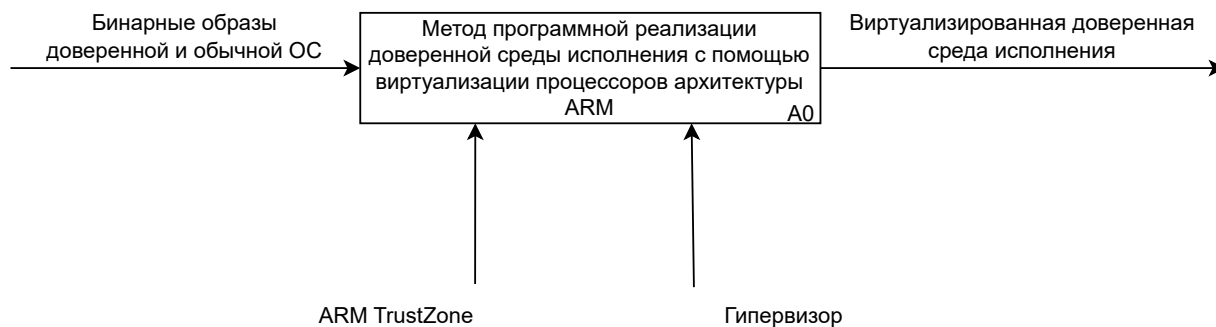 Бинарные образы
доверенной и обычной ОС
Метод программной реализации
доверенной среды исполнения с помощью
виртуализации процессоров архитектуры
ARM
A0
Виртуализированная доверенная
среда исполнения
ARM TrustZone
Гипервизор